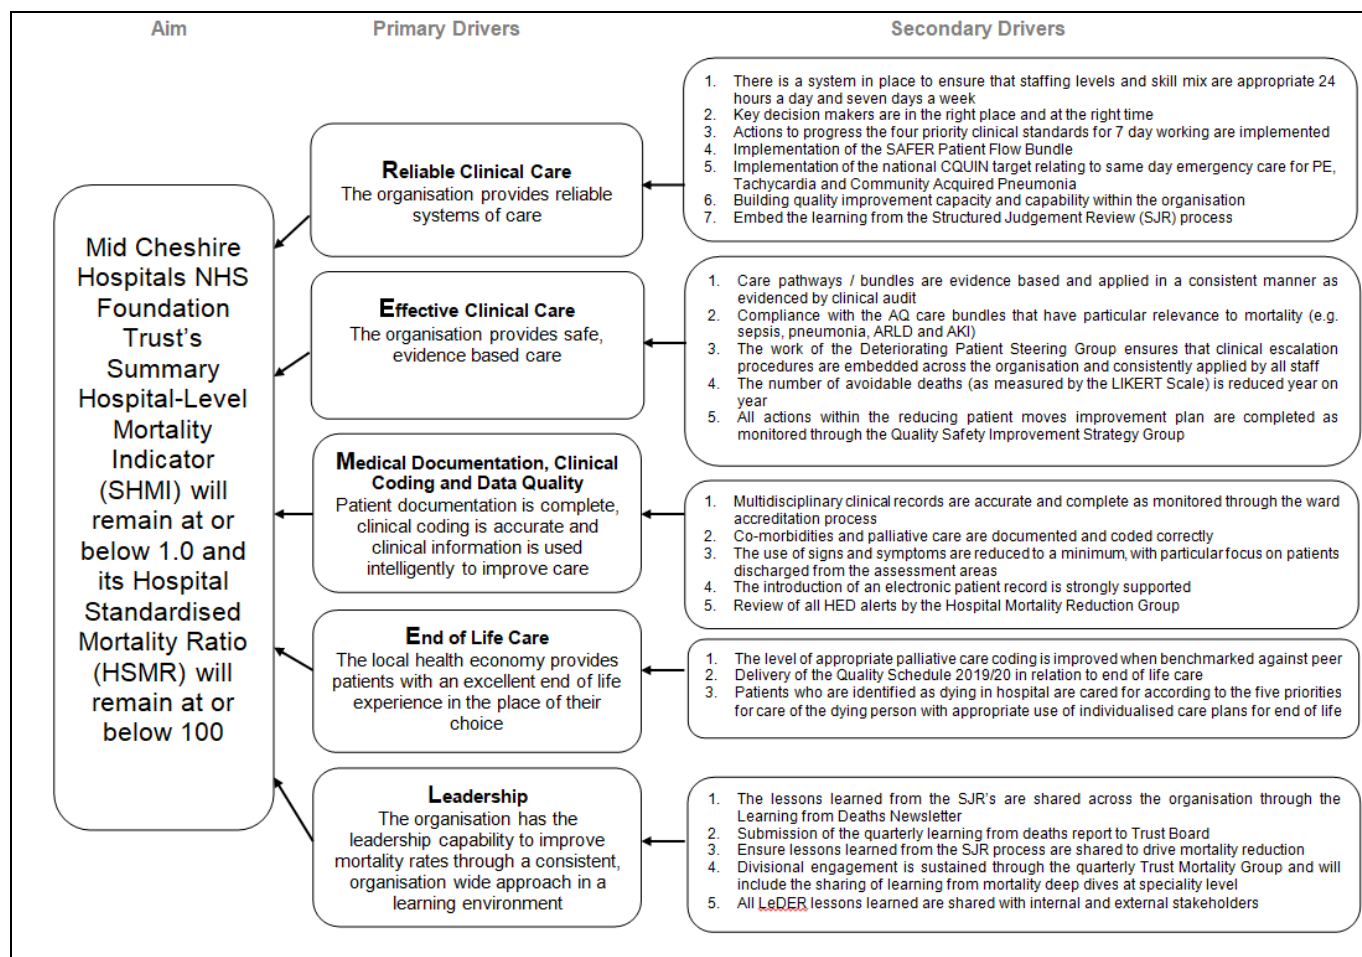 Aim
Primary Drivers
Secondary Drivers
Mid Cheshire
Hospitals NHS
Foundation
Trust's
Summary
Hospital-Level
Mortality
Indicator
(SHMI) will
remain at or
below 1.0 and
its Hospital
Standardised
Mortality Ratio
(HSMR) will
remain at or
below 100
Reliable Clinical Care
The organisation provides reliable
systems of care
1. There is a system in place to ensure that staffing levels and skill mix are appropriate 24
hours a day and seven days a week
2. Key decision makers are in the right place and at the right time
3. Actions to progress the four priority clinical standards for 7 day working are implemented
4. Implementation of the SAFER Patient Flow Bundle
5. Implementation of the national CQUIN target relating to same day emergency care for PE,
Tachycardia and Community Acquired Pneumonia
6. Building quality improvement capacity and capability within the organisation
7. Embed the learning from the Structured Judgement Review (SJR) process
Effective Clinical Care
The organisation provides safe,
evidence based care
1. Care pathways / bundles are evidence based and applied in a consistent manner as
evidenced by clinical audit
2. Compliance with the AQ care bundles that have particular relevance to mortality (e.g.
sepsis, pneumonia, ARLD and AKI)
3. The work of the Deteriorating Patient Steering Group ensures that clinical escalation
procedures are embedded across the organisation and consistently applied by all staff
4. The number of avoidable deaths (as measured by the LIKERT Scale) is reduced year on
year
5. All actions within the reducing patient moves improvement plan are completed as
monitored through the Quality Safety Improvement Strategy Group
Medical Documentation, Clinical
Coding and Data Quality
Patient documentation is complete,
clinical coding is accurate and
clinical information is used
intelligently to improve care
1. Multidisciplinary clinical records are accurate and complete as monitored through the ward
accreditation process
2. Co-morbidities and palliative care are documented and coded correctly
3. The use of signs and symptoms are reduced to a minimum, with particular focus on patients
discharged from the assessment areas
4. The introduction of an electronic patient record is strongly supported
5. Review of all HED alerts by the Hospital Mortality Reduction Group
End of Life Care
The local health economy provides
patients with an excellent end of life
experience in the place of their
choice
1. The level of appropriate palliative care coding is improved when benchmarked against peer
2. Delivery of the Quality Schedule 2019/20 in relation to end of life care
3. Patients who are identified as dying in hospital are cared for according to the five priorities
for care of the dying person with appropriate use of individualised care plans for end of life
Leadership
The organisation has the
leadership capability to improve
mortality rates through a consistent,
organisation wide approach in a
learning environment
1. The lessons learned from the SJR's are shared across the organisation through the
Learning from Deaths Newsletter
2. Submission of the quarterly learning from deaths report to Trust Board
3. Ensure lessons learned from the SJR process are shared to drive mortality reduction
4. Divisional engagement is sustained through the quarterly Trust Mortality Group and will
include the sharing of learning from mortality deep dives at speciality level
5. All LeDER lessons learned are shared with internal and external stakeholders